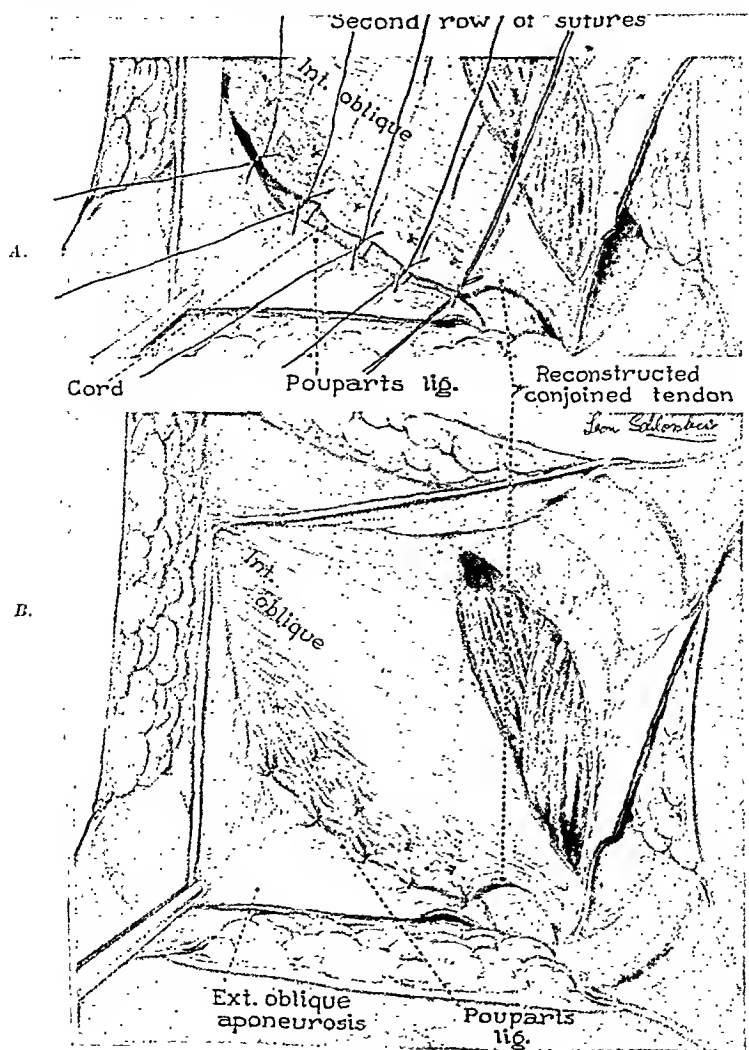 Second row of sutures
Int.
oblique
A.
Cord
Pouparts lig.
Reconstructed
conjoined tendon
Leon
Int.
oblique
B.
Ext. oblique
aponeurosis
Pouparts
lig.